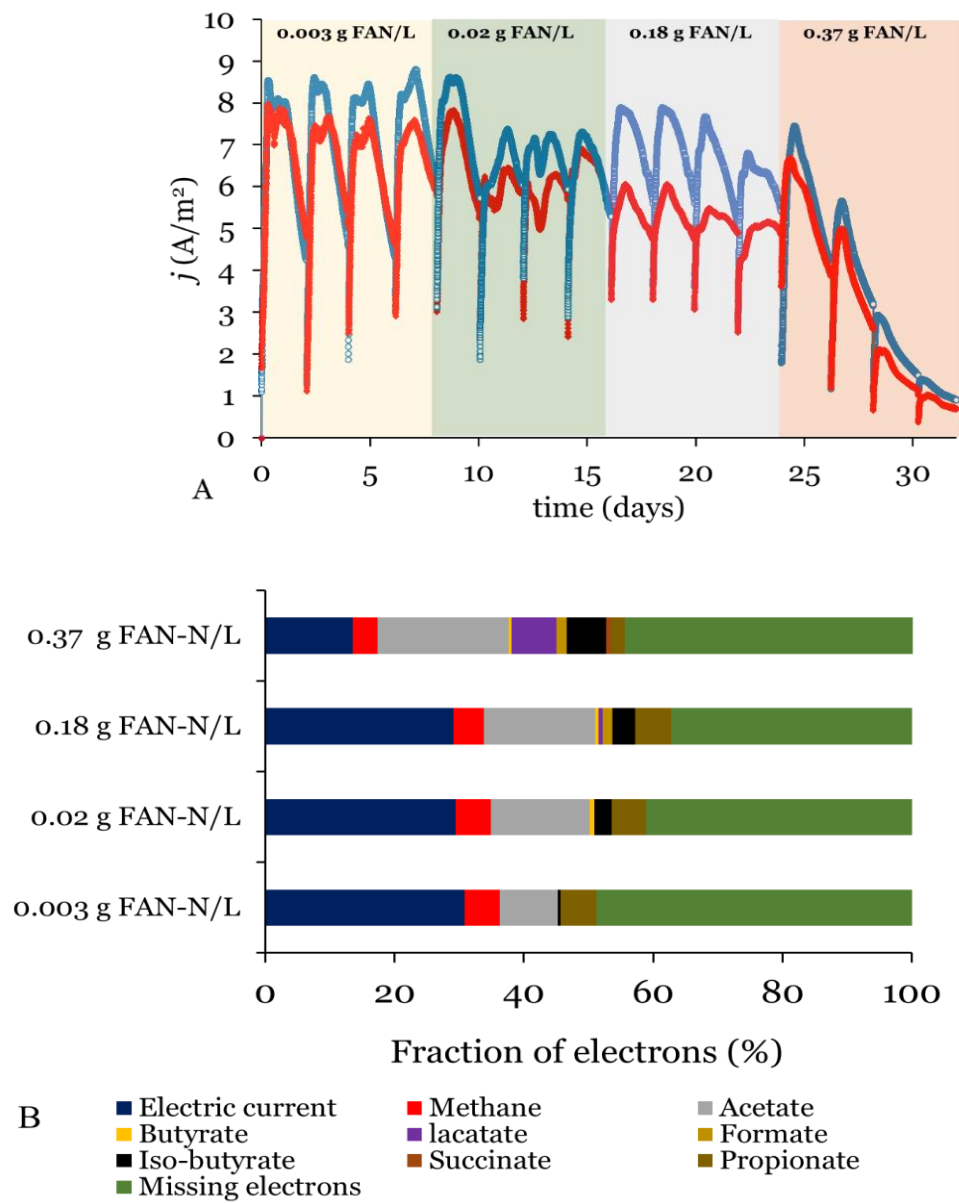 10
0.003 g FAN/L 0.02 g FAN/L 0.18 g FAN/L 0.37 g FAN/L
9
8
7
6
5
4
3
2
1
0
j (A/m²)
0 5 10 15 20 25 30
A
time (days)
0.37 g FAN-N/L
0.18 g FAN-N/L
0.02 g FAN-N/L
0.003 g FAN-N/L
0 20 40 60 80 100
Fraction of electrons (%)
B
Electric current Methane Acetate
Butyrate lacatate Formate
Iso-butyrate Succinate Propionate
Missing electrons